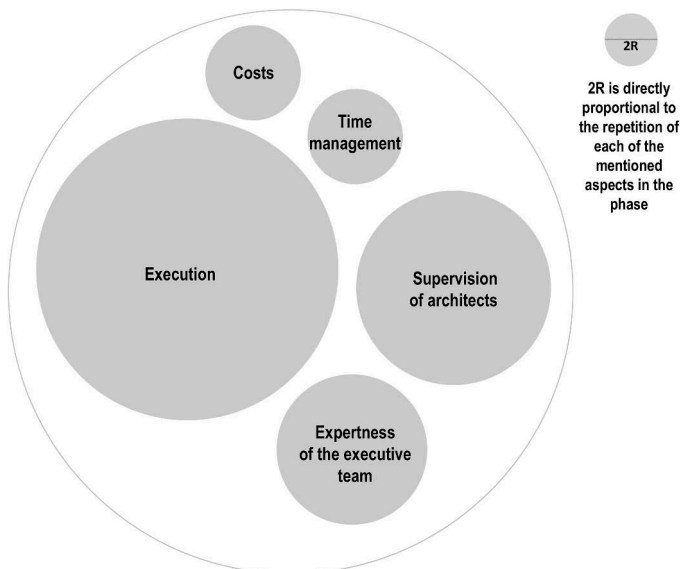 Costs
Time
management
Execution
Supervision
of architects
Expertness
of the executive
team
2R
2R is directly
proportional to
the repetition of
each of the
mentioned
aspects in the
phase